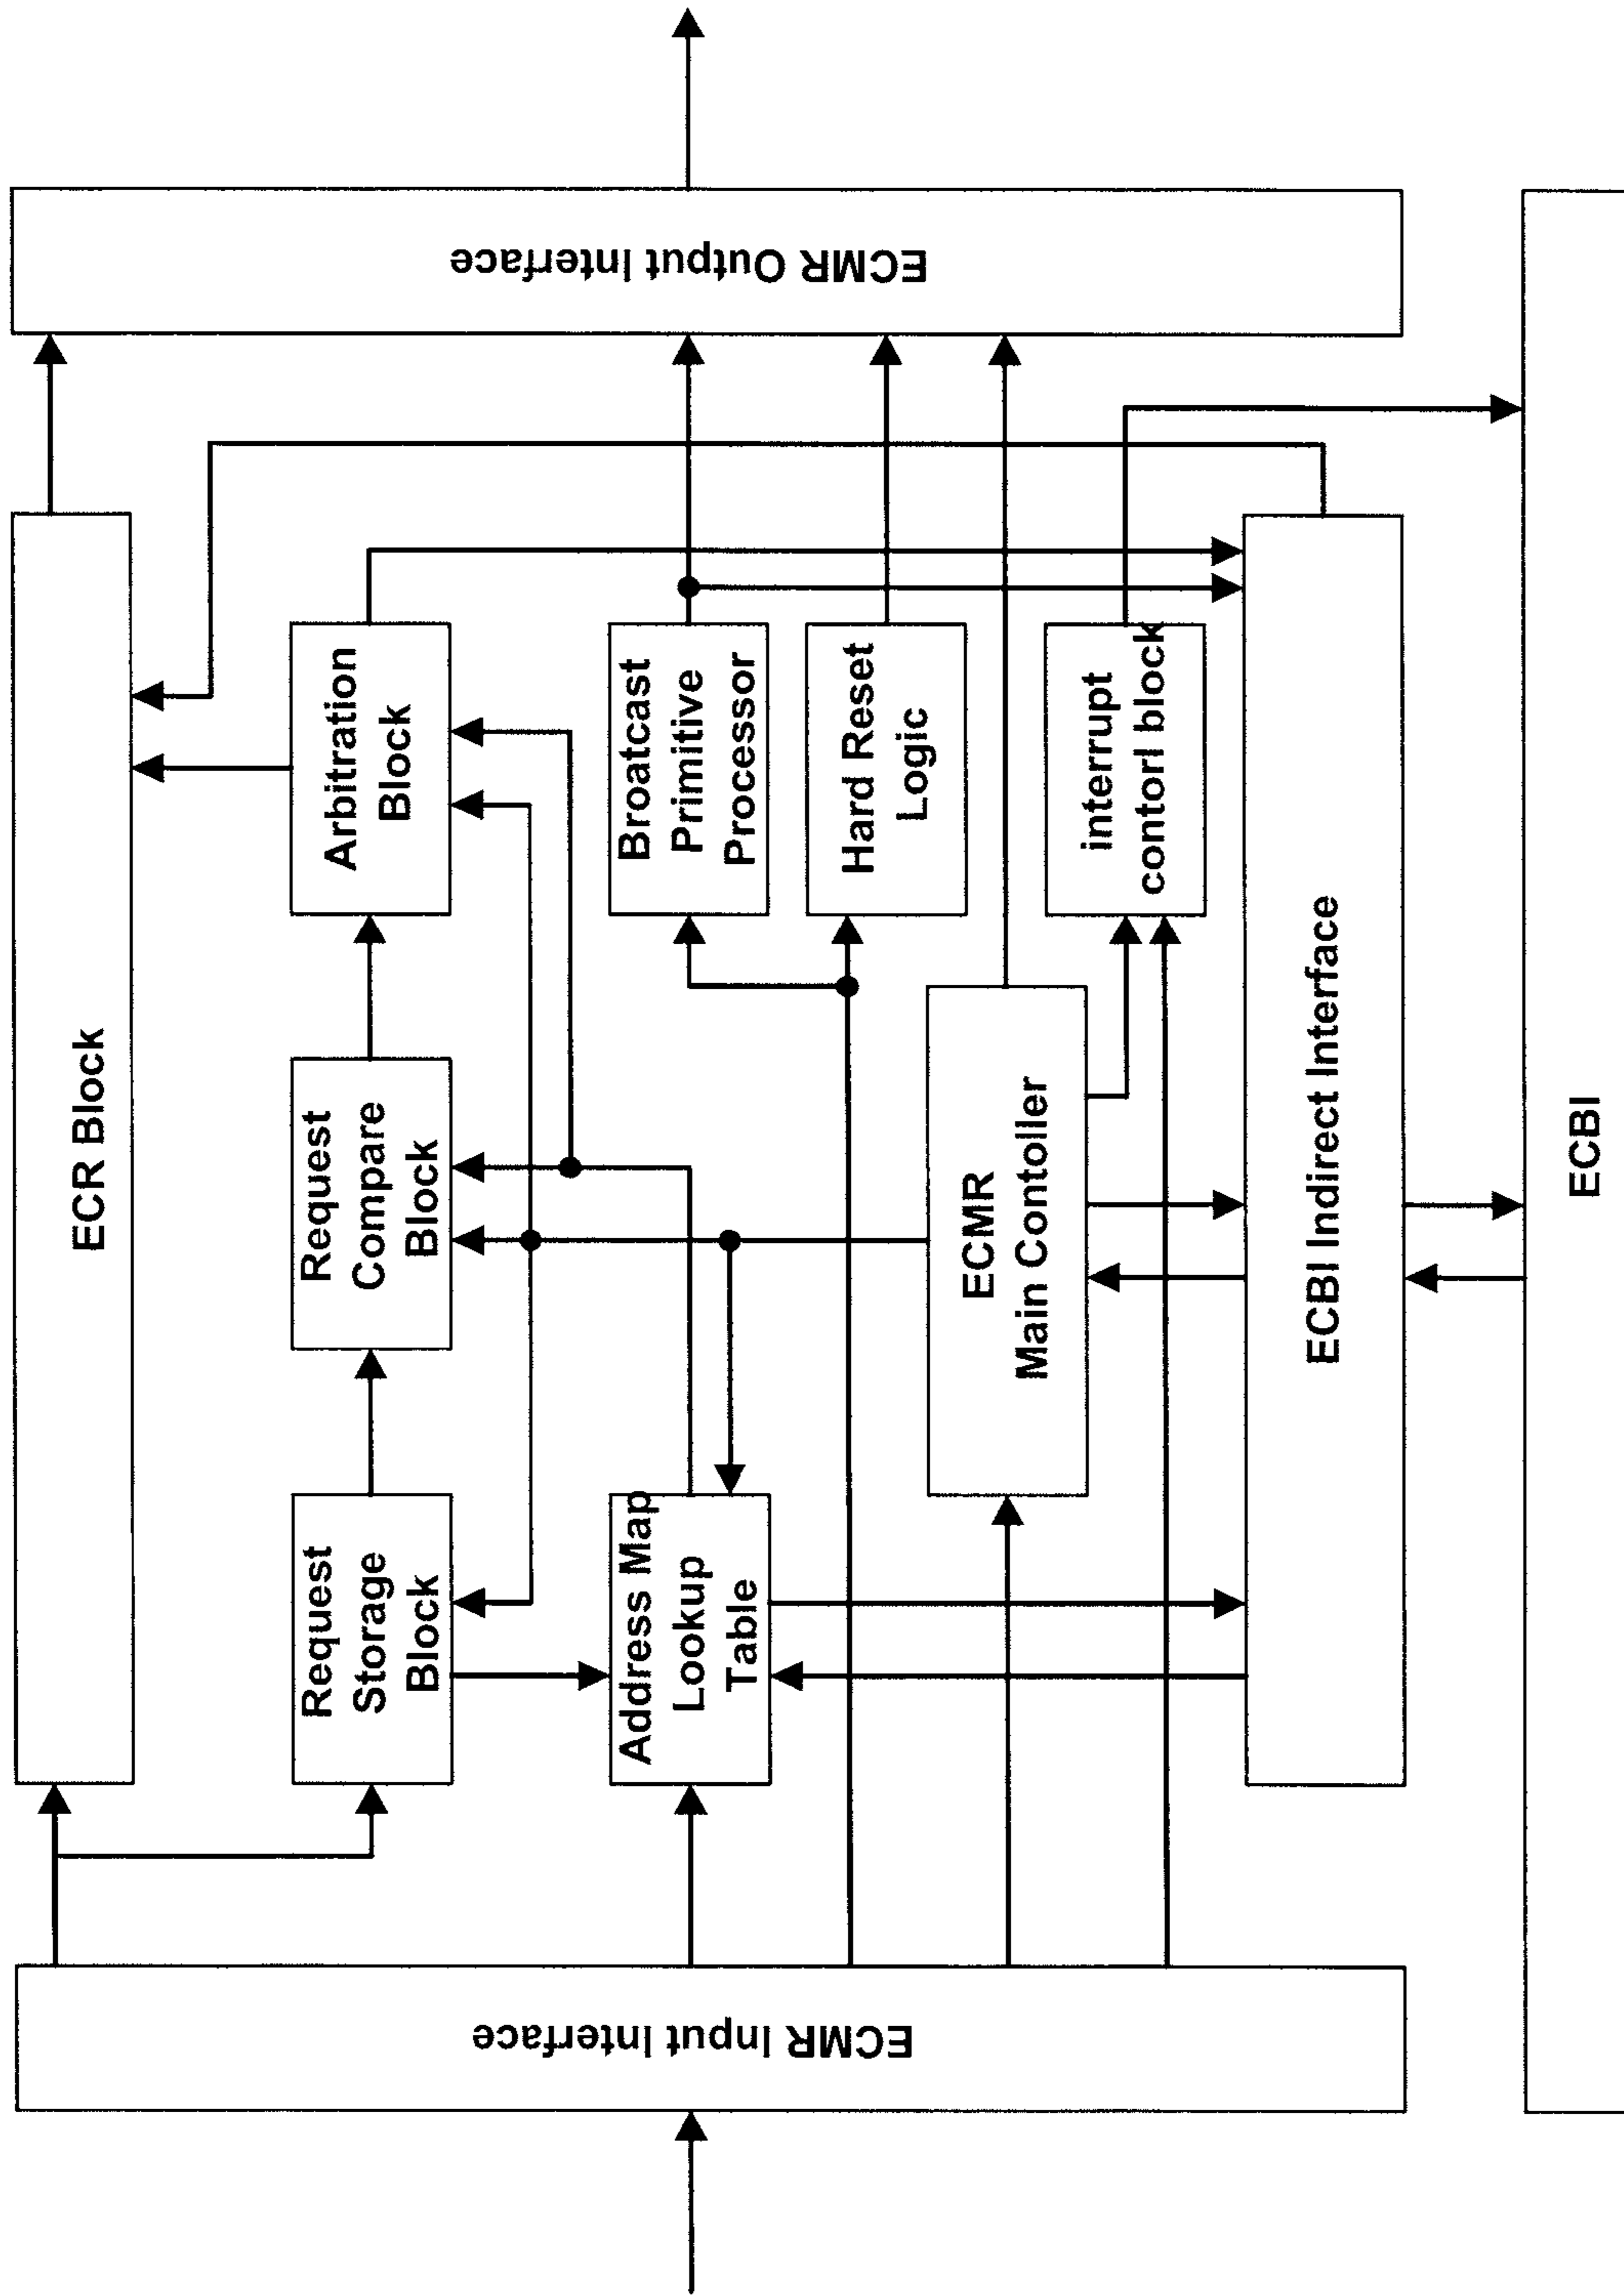 ECR Block
Request
Storage
Block
Request
Compare
Block
Arbitration
Block
Address Map
Lookup
Table
Broatcast
Primitive
Processor
Hard Reset
Logic
ECMR
Main Contoller
interrupt
contorl block
ECBI Indirect Interface
ECBI
ECMR Input Interface
ECMR Output Interface